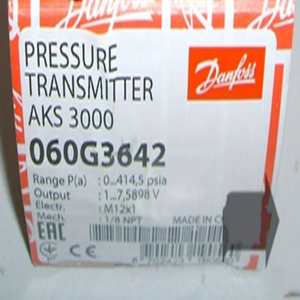 PRESSURE
TRANSMITTER
AKS 3000
Danfoss
060G3642
Range P(a) : 0...414,5 psia
Output : 1...7,5898 V
Electr. : M12x1
Mech. : 1/8 NPT MADE IN
EAC